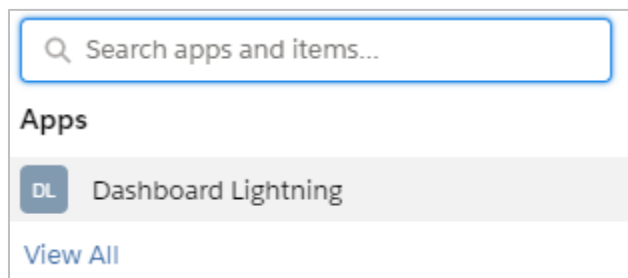 Search apps and items...
Apps
DL Dashboard Lightning
View All